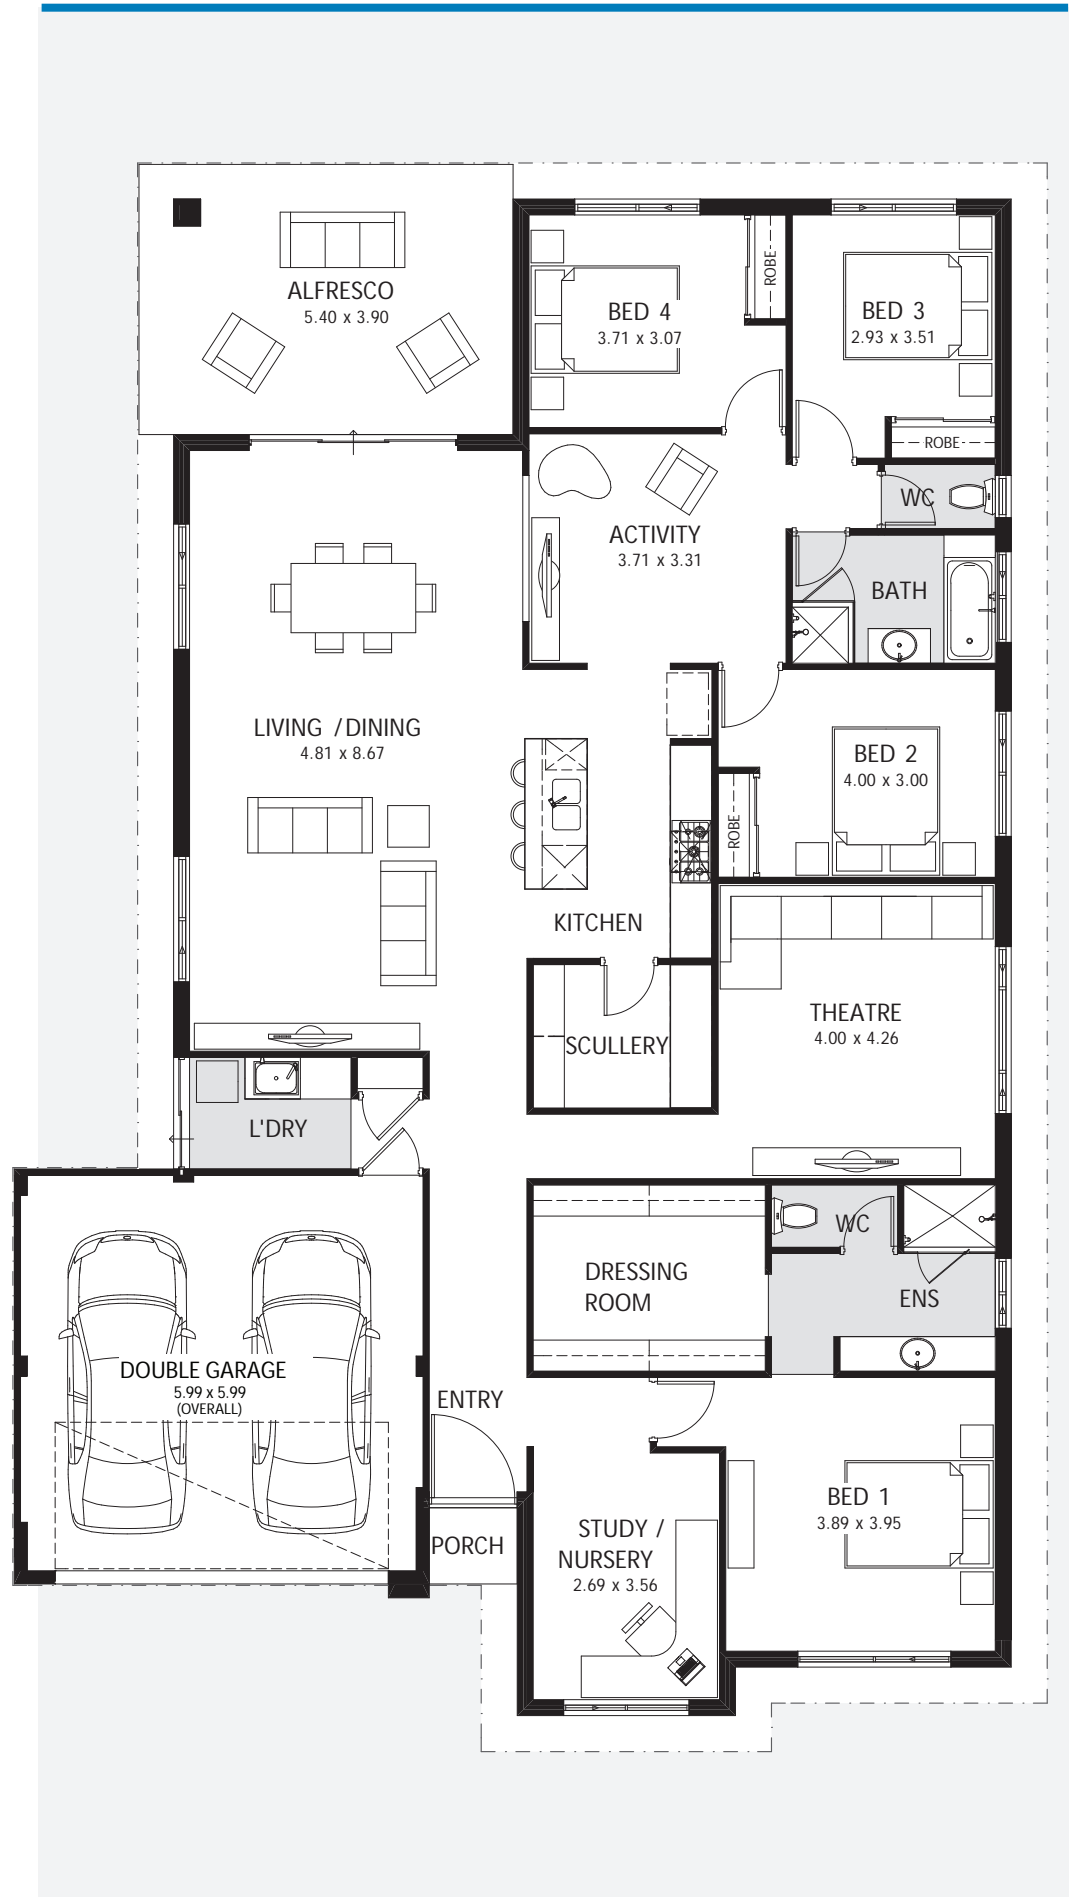 ALFRESCO
5.40 x 3.90
BED 4
3.71 x 3.07
ROBE
BED 3
2.93 x 3.51
ROBE
WC
ACTIVITY
3.71 x 3.31
BATH
LIVING / DINING
4.81 x 8.67
BED 2
4.00 x 3.00
ROBE
KITCHEN
SCULLERY
THEATRE
4.00 x 4.26
L'DRY
WC
DRESSING
ROOM
ENS
DOUBLE GARAGE
5.99 x 5.99
(OVERALL)
ENTRY
PORCH
STUDY /
NURSERY
2.69 x 3.56
BED 1
3.89 x 3.95